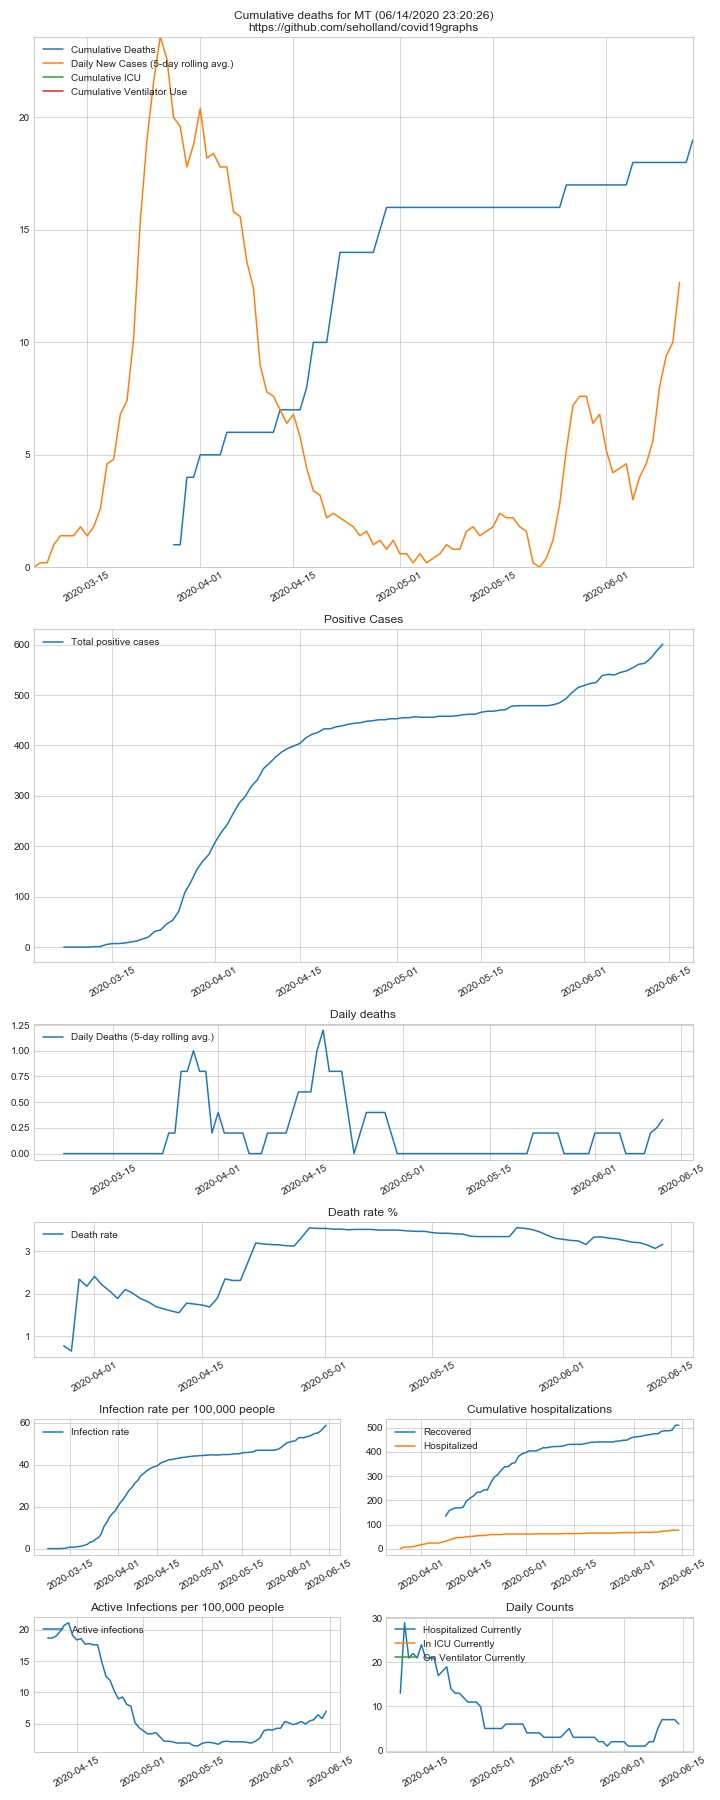 Cumulative deaths for MT (06/14/2020 23:20:26)
https://github.com/seholland/covid19graphs
Cumulative Deaths
Daily New Cases (5-day rolling avg.)
Cumulative ICU
Cumulative Ventilator Use
20
15
10
5
0
2020-03-15 2020-04-01 2020-04-15 2020-05-01 2020-05-15 2020-06-01
Positive Cases
Total positive cases
600
500
400
300
200
100
0
2020-03-15 2020-04-01 2020-04-15 2020-05-01 2020-05-15 2020-06-01 2020-06-15
Daily deaths
Daily Deaths (5-day rolling avg.)
1.25
1.00
0.75
0.50
0.25
0.00
2020-03-15 2020-04-01 2020-04-15 2020-05-01 2020-05-15 2020-06-01 2020-06-15
Death rate %
Death rate
3
2
1
2020-04-01 2020-04-15 2020-05-01 2020-05-15 2020-06-01 2020-06-15
Infection rate per 100,000 people
Infection rate
60
40
20
0
2020-03-15 2020-04-01 2020-04-15 2020-05-01 2020-05-15 2020-06-01 2020-06-15
Cumulative hospitalizations
Recovered
Hospitalized
500
400
300
200
100
0
2020-04-01 2020-04-15 2020-05-01 2020-05-15 2020-06-01 2020-06-15
Active Infections per 100,000 people
Active infections
20
15
10
5
2020-04-15 2020-05-01 2020-05-15 2020-06-01 2020-06-15
Daily Counts
Hospitalized Currently
In ICU Currently
On Ventilator Currently
30
20
10
0
2020-04-15 2020-05-01 2020-05-15 2020-06-01 2020-06-15